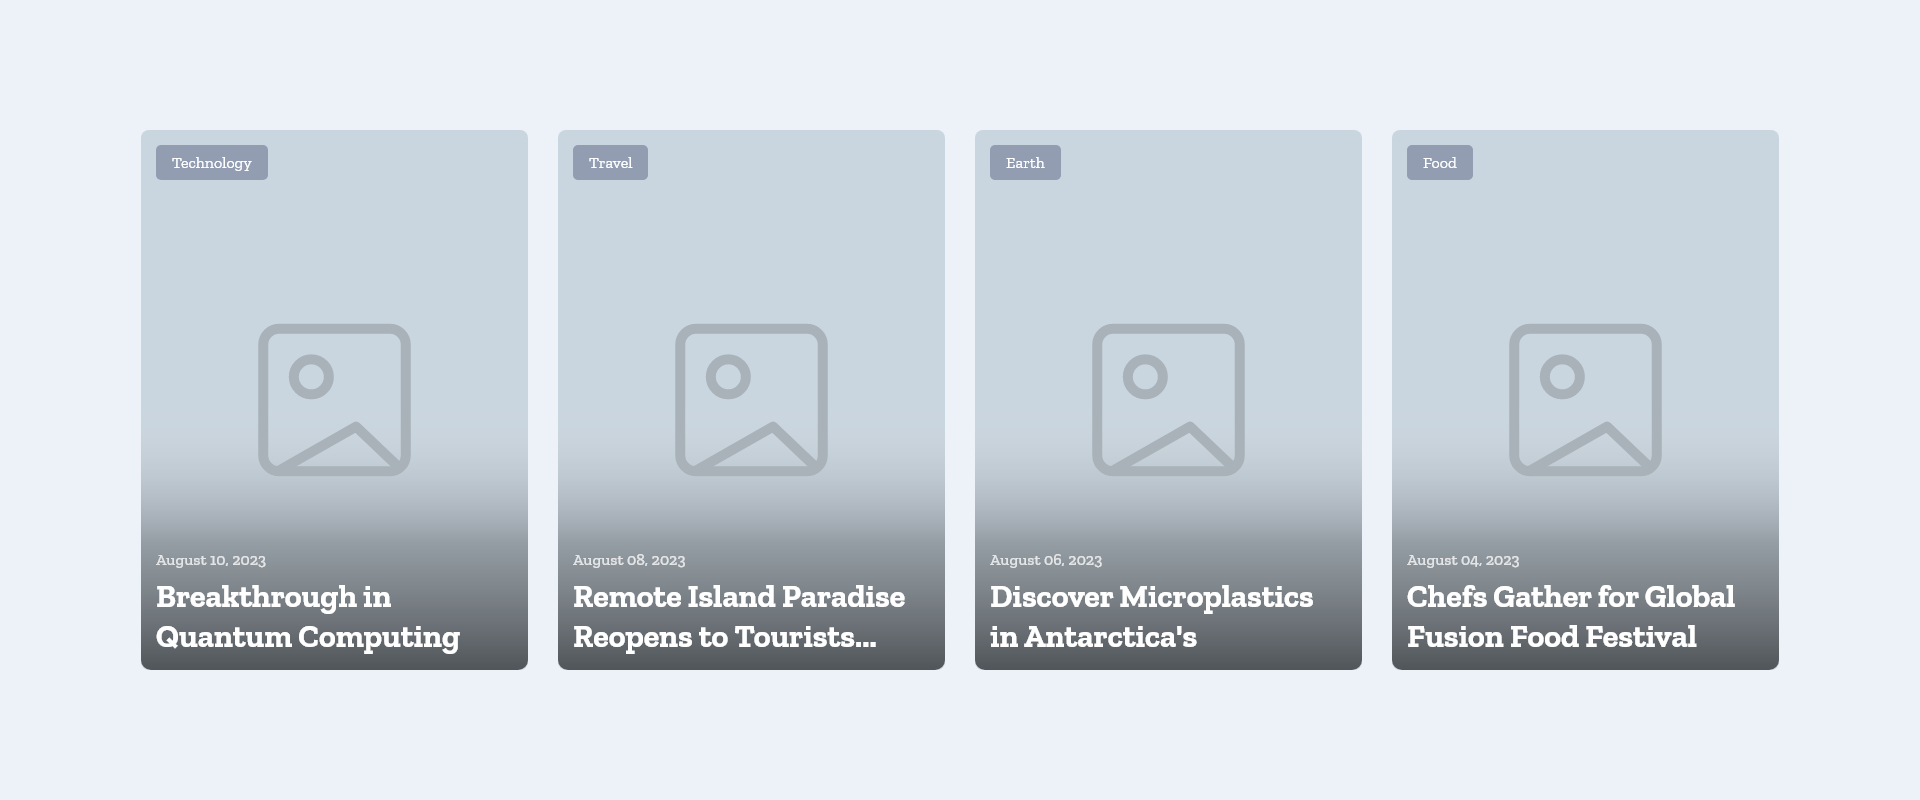 Technology
August 10, 2023
Breakthrough in
Quantum Computing
Travel
August 08, 2023
Remote Island Paradise
Reopens to Tourists...
Earth
August 06, 2023
Discover Microplastics
in Antarctica's
Food
August 04, 2023
Chefs Gather for Global
Fusion Food Festival